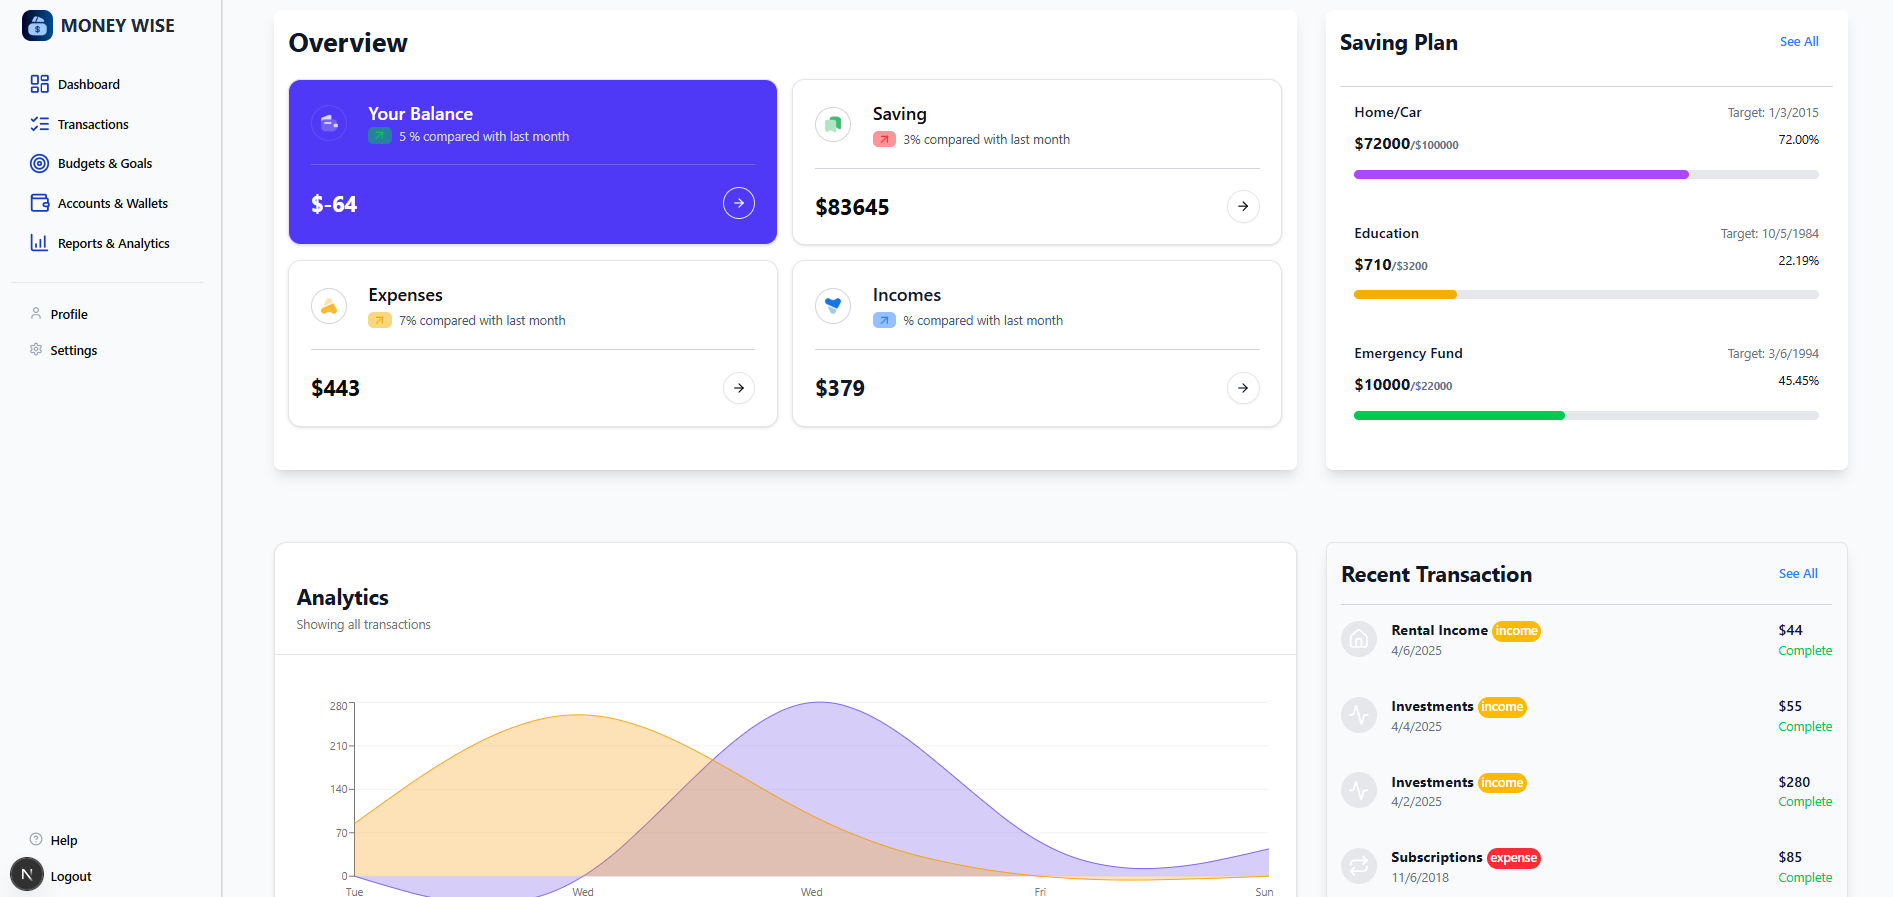 MONEY WISE
Dashboard
Transactions
Budgets & Goals
Accounts & Wallets
Reports & Analytics
Profile
Settings
Help
N
Logout
Overview
Your Balance
5 % compared with last month
$-64
Saving
3% compared with last month
$83645
Expenses
7% compared with last month
$443
Incomes
% compared with last month
$379
Saving Plan
See All
Home/Car
Target: 1/3/2015
$72000/$100000
72.00%
Education
Target: 10/5/1984
$710/$3200
22.19%
Emergency Fund
Target: 3/6/1994
$10000/$22000
45.45%
Analytics
Showing all transactions
280
210
140
70
0
Tue Wed Wed Fri Sun
Recent Transaction
See All
Rental Income income
$44
4/6/2025
Complete
Investments income
$55
4/4/2025
Complete
Investments income
$280
4/2/2025
Complete
Subscriptions expense
$85
11/6/2018
Complete